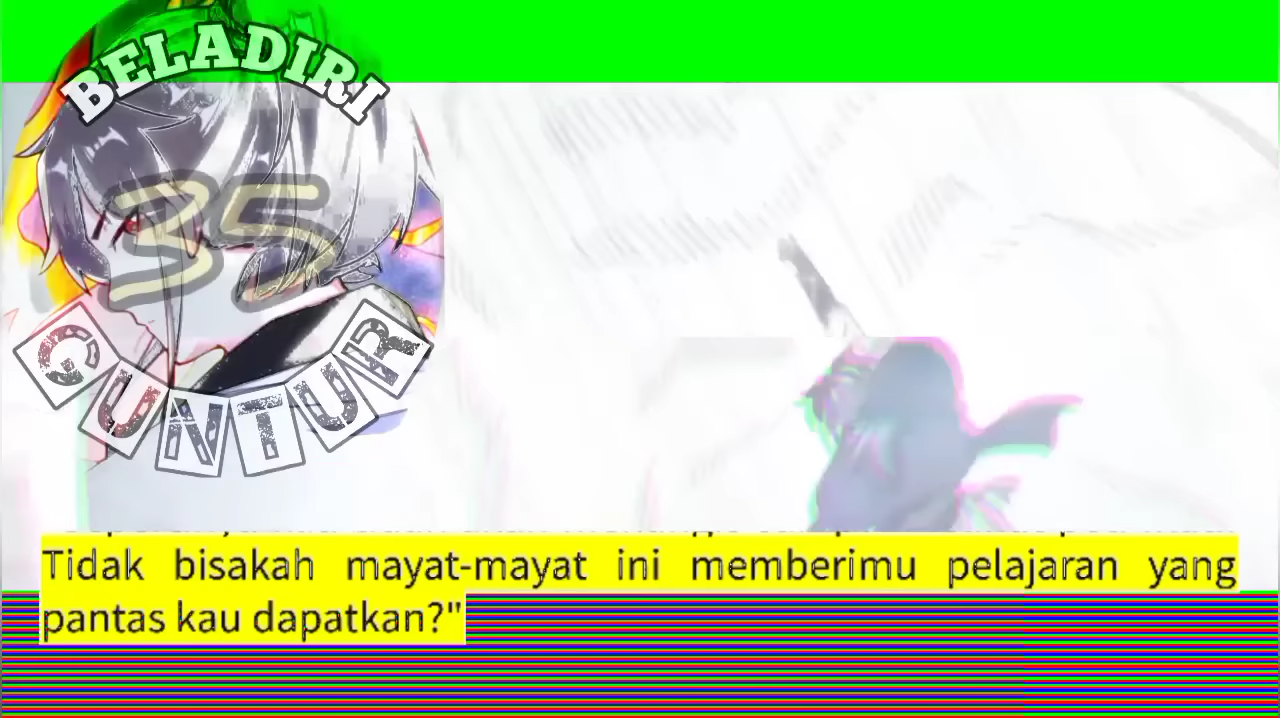 BELADIRI
35
GUNTUR
Tidak bisakah mayat-mayat ini memberimu pelajaran yang
pantas kau dapatkan?"